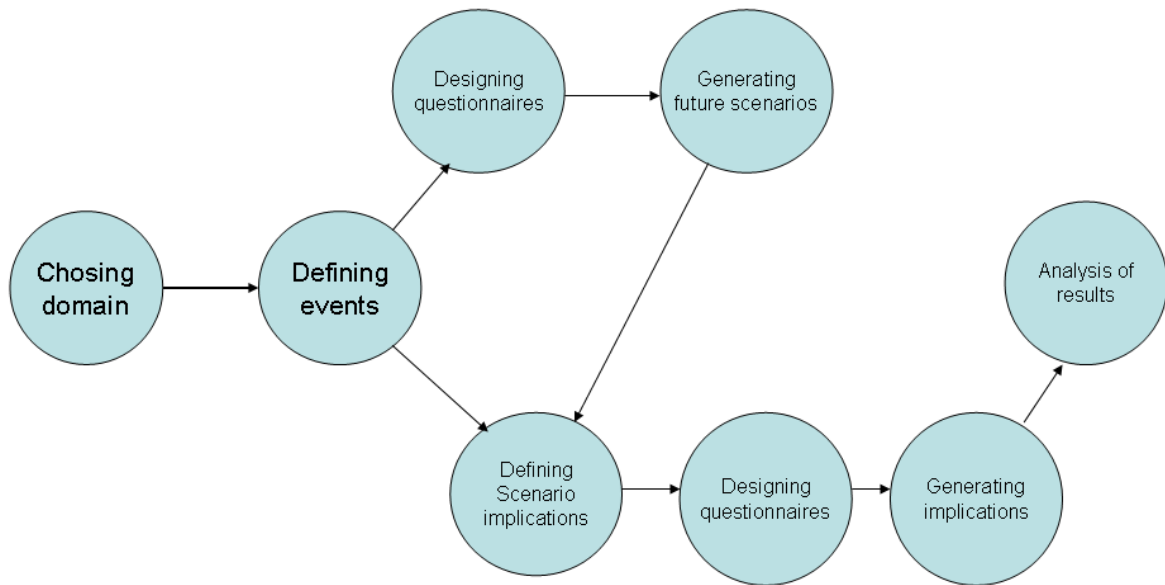 Designing
questionnaires
Generating
future scenarios
Chosing
domain
Defining
events
Analysis of
results
Defining
Scenario
implications
Designing
questionnaires
Generating
implications